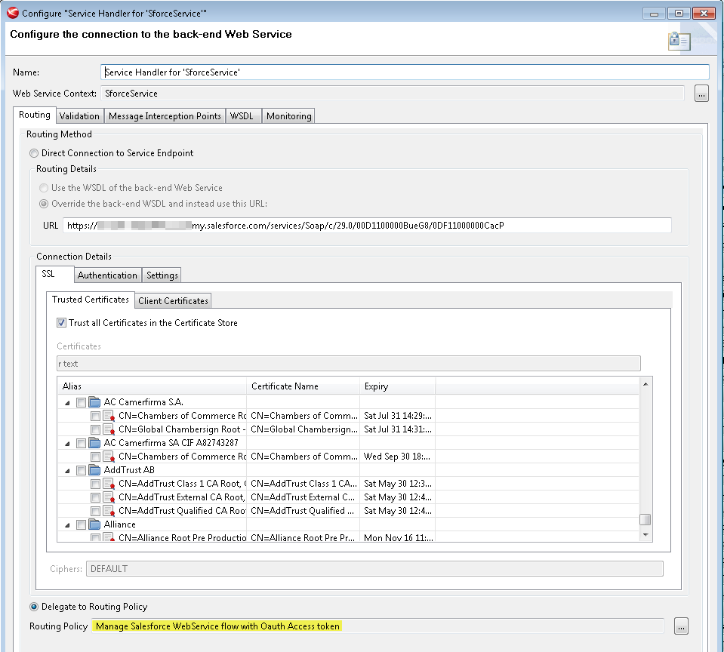 Configure "Service Handler for 'SforceService'"
Configure the connection to the back-end Web Service
Name: Service Handler for 'SforceService'
Web Service Context: SforceService ...
Routing Validation Message Interception Points WSDL Monitoring
Routing Method
Direct Connection to Service Endpoint
Routing Details
Use the WSDL of the back-end Web Service
Override the back-end WSDL and instead use this URL:
URL https:// my.salesforce.com/services/Soap/c/29.0/00D1100000BueG8/0DF11000000CacP
Connection Details
SSL Authentication Settings
Trusted Certificates Client Certificates
Trust all Certificates in the Certificate Store
Certificates
r text
Alias Certificate Name Expiry
AC Camerfirma S.A.
CN=Chambers of Commerce Ro CN=Chambers of Comm... Sat Jul 31 14:29:...
CN=Global Chambersign Root - CN=Global Chambersign... Sat Jul 31 14:31:...
AC Camerfirma SA CIF A82743287
CN=Chambers of Commerce Ro CN=Chambers of Comm... Wed Sep 30 18:...
AddTrust AB
CN=AddTrust Class 1 CA Root, CN=AddTrust Class 1 CA... Sat May 30 12:3...
CN=AddTrust External CA Root, CN=AddTrust External C... Sat May 30 12:4...
CN=AddTrust Qualified CA Root CN=AddTrust Qualified ... Sat May 30 12:4...
Alliance
CN=Alliance Root Pre Productio CN=Alliance Root Pre Pr... Mon Nov 16 11:...
Ciphers: DEFAULT
Delegate to Routing Policy
Routing Policy Manage Salesforce WebService flow with Oauth Access token ...